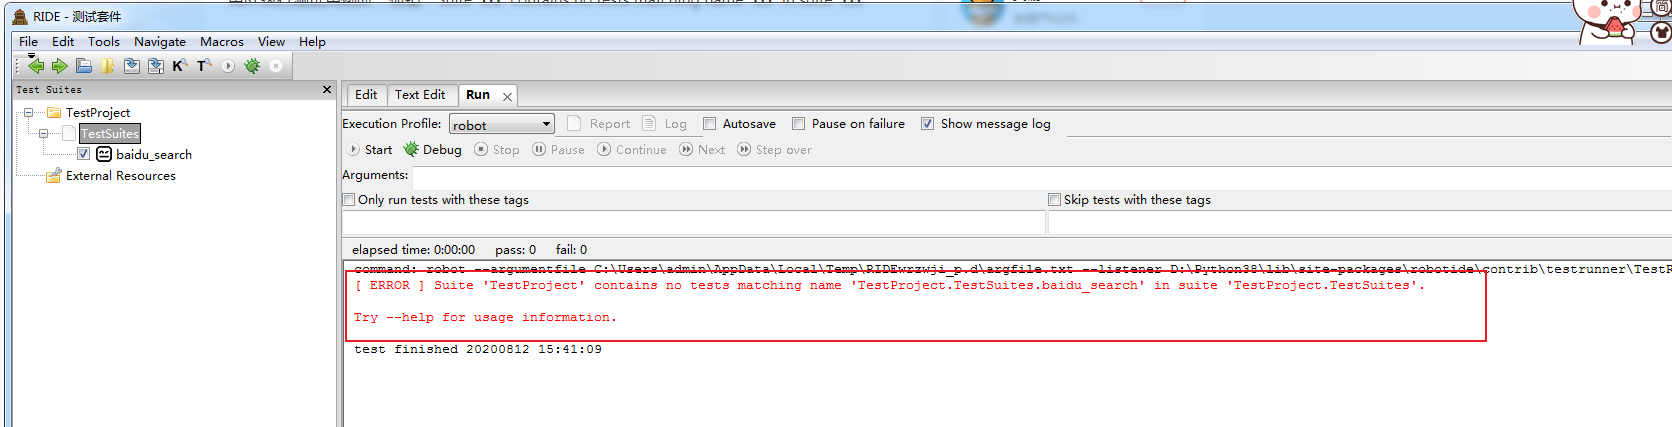 RIDE - 测试套件
简
File Edit Tools Navigate Macros View Help
K T
Test Suites ×
TestProject
TestSuites
baidu_search
External Resources
Edit Text Edit Run
Execution Profile: robot Report Log Autosave Pause on failure Show message log
Start Debug Stop Pause Continue Next Step over
Arguments:
Only run tests with these tags Skip tests with these tags
elapsed time: 0:00:00 pass: 0 fail: 0
command: robot --argumentfile C:\Users\admin\AppData\Local\Temp\RIDEwrzwji_p.d\argfile.txt --listener D:\Python38\lib\site-packages\robotide\contrib\testrunner\TestR
[ ERROR ] Suite 'TestProject' contains no tests matching name 'TestProject.TestSuites.baidu_search' in suite 'TestProject.TestSuites'.
Try --help for usage information.
test finished 20200812 15:41:09